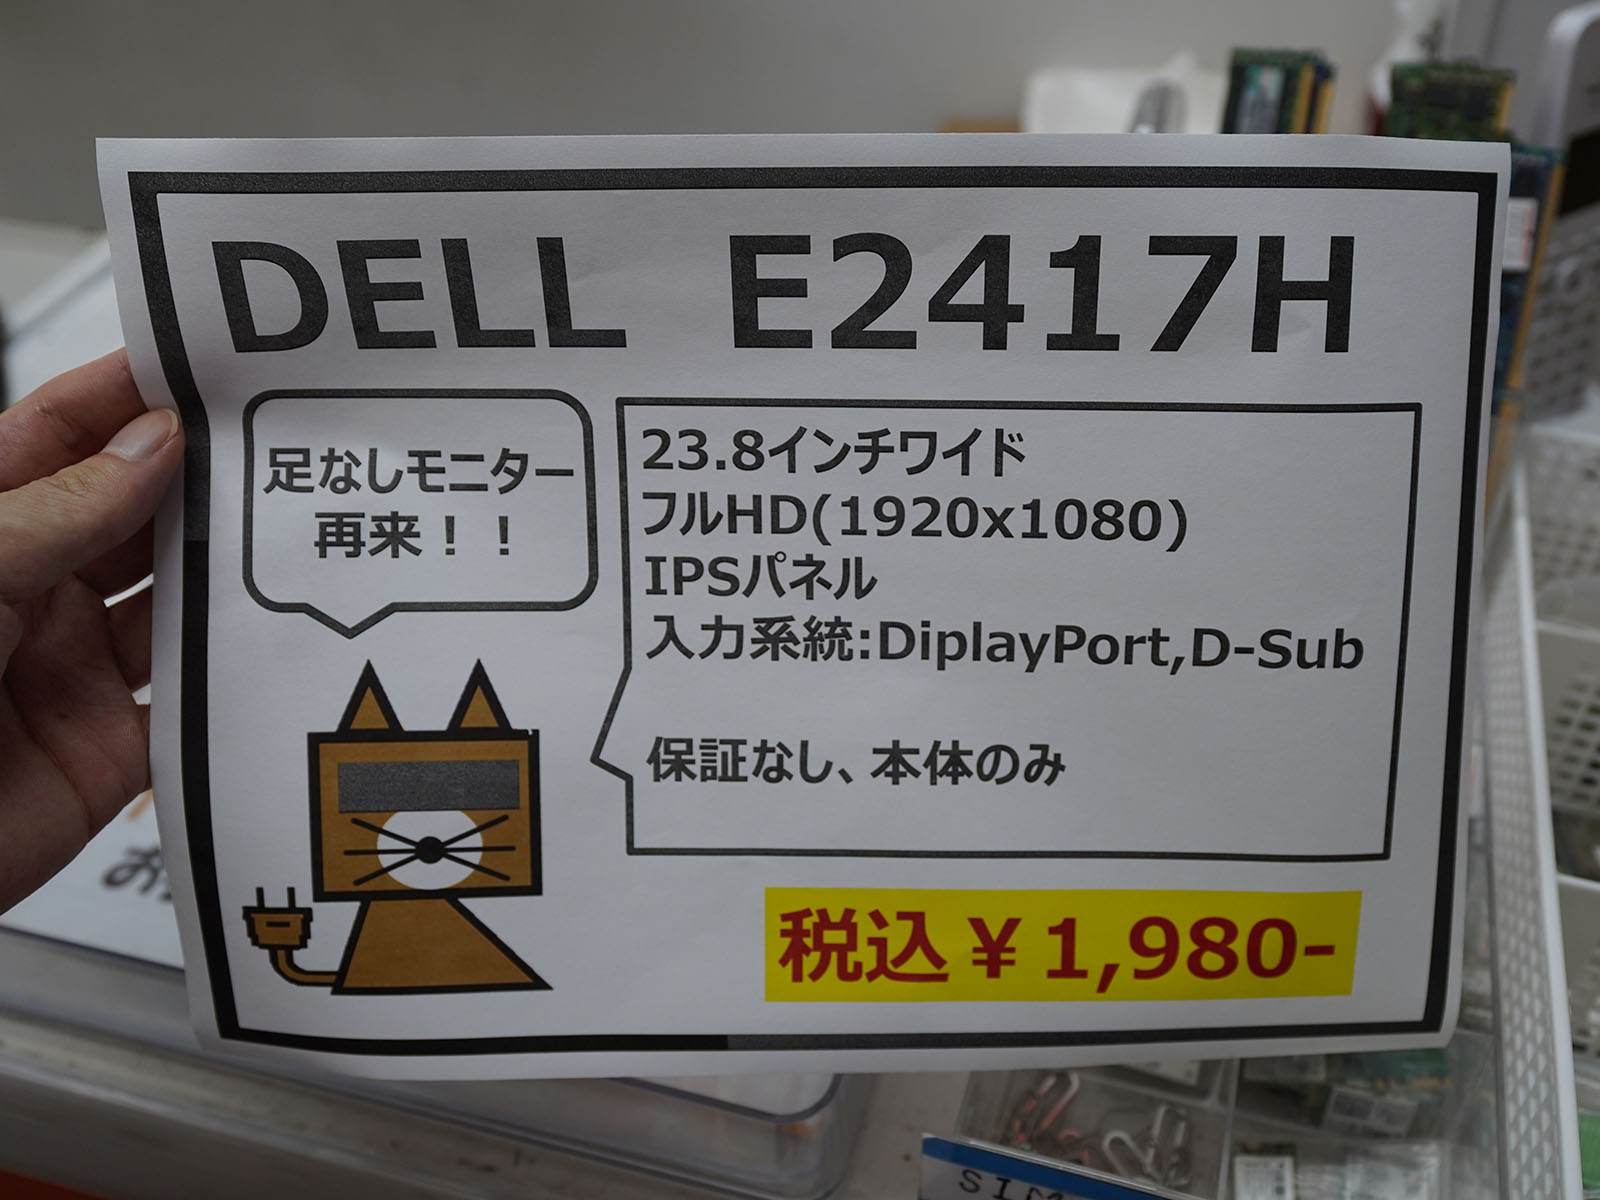 DELL E2417H
足なしモニター
再来！！
23.8インチワイド
フルHD(1920x1080)
IPSパネル
入力系統:DiplayPort,D-Sub
保証なし、本体のみ
税込￥1,980-